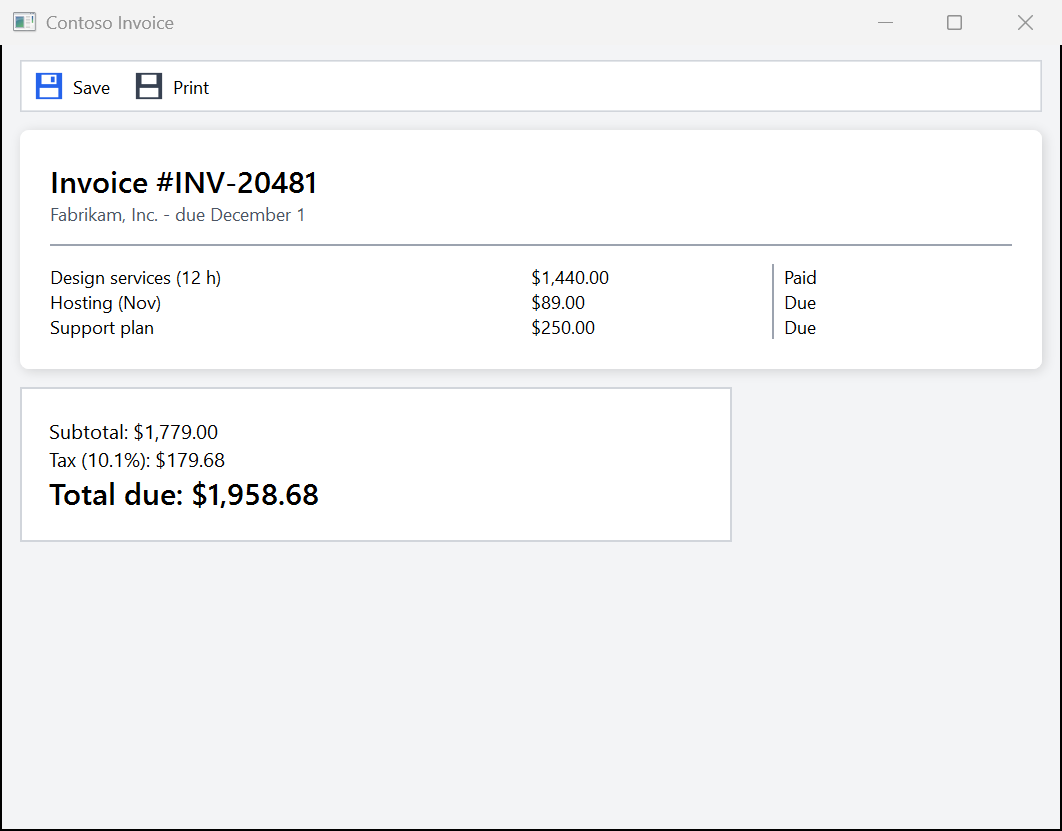 Contoso Invoice
Save Print
Invoice #INV-20481
Fabrikam, Inc. - due December 1
Design services (12 h) $1,440.00 Paid
Hosting (Nov) $89.00 Due
Support plan $250.00 Due
Subtotal: $1,779.00
Tax (10.1%): $179.68
Total due: $1,958.68